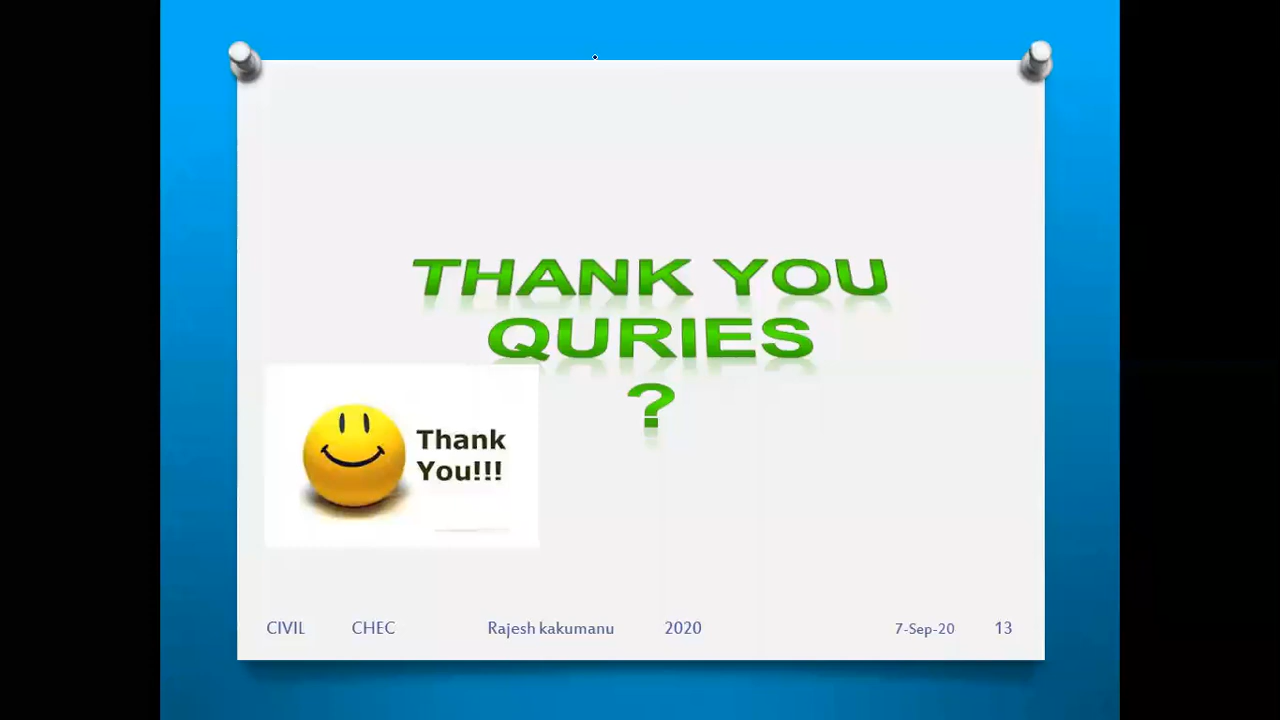 THANK YOU
QURIES
?
Thank
You!!!
CIVIL CHEC Rajesh kakumanu 2020 7-Sep-20 13